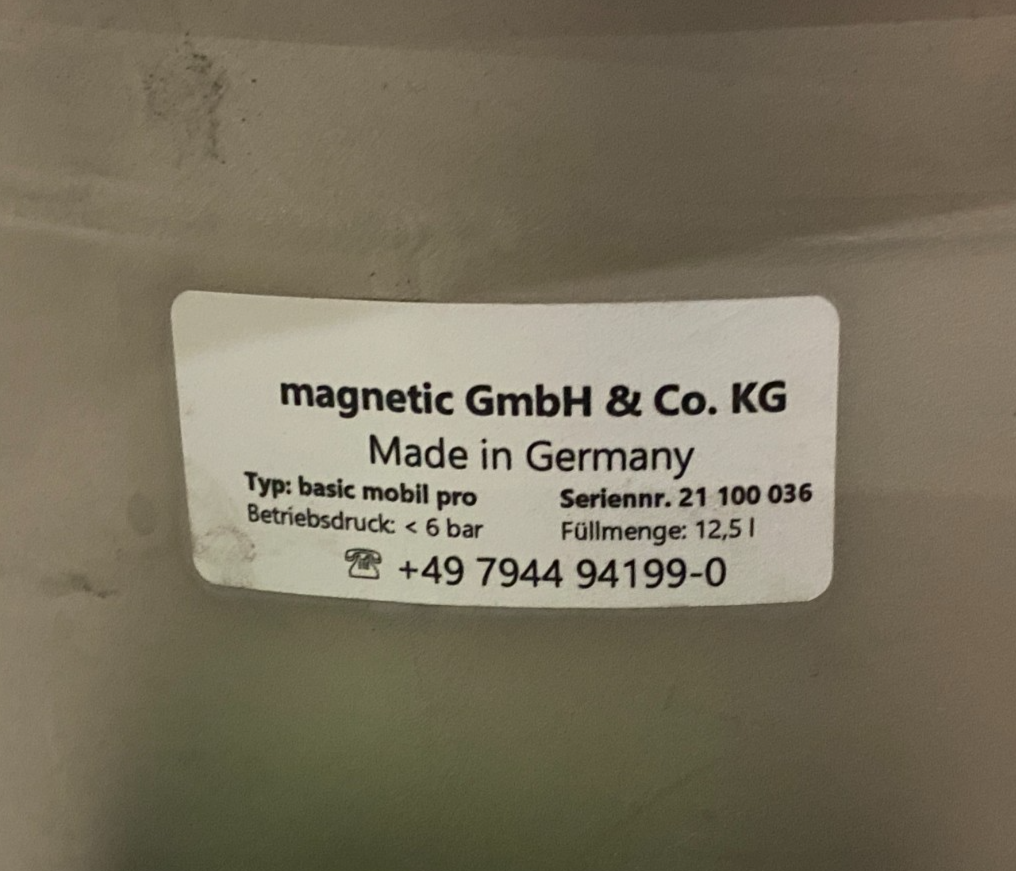 magnetic GmbH & Co. KG
Made in Germany
Typ: basic mobil pro Seriennr. 21 100 036
Betriebsdruck: < 6 bar Füllmenge: 12,5 l
☏ +49 7944 94199-0